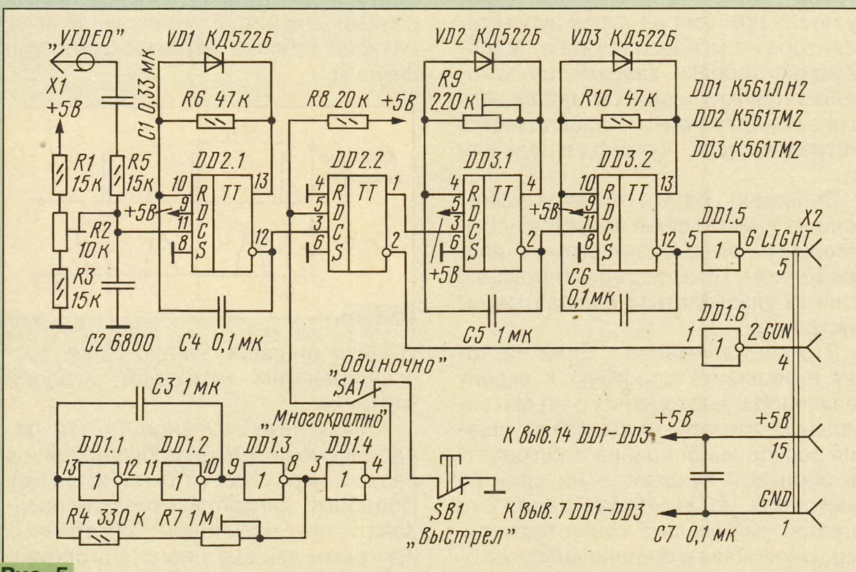 „VIDEO"
X1
+5В
C1 0,33 мк
VD1 КД522Б
R6 47к
R8 20к
+5В
VD2 КД522Б
R9
220 к
VD3 КД522Б
R10 47к
DD1 К561ЛН2
DD2 К561ТМ2
DD3 К561ТМ2
R1
15к
R5
15к
R2
10к
R3
15к
C2 6800
+5В
DD2.1
10 R TT 13
9 D
11 C 12
8 S
C4 0,1мк
DD2.2
4 R TT 1
5 D
3 C 2
6 S
DD3.1
4 R TT 4
5 D
3 C 2
6 S
+5В
C5 1мк
DD3.2
10 R TT 13
+5В 9 D
11 C 12
8 S
C6
0,1мк
DD1.5
5 1 6 LIGHT
X2
5
DD1.6
1 1 2 GUN
4
C3 1мк
„Одиночно"
SA1
„Многократно"
DD1.1 DD1.2 DD1.3 DD1.4
13 1 12 11 1 10 9 1 8 3 1 4
R4 330к R7 1М
SB1
„Выстрел"
К выв.14 DD1-DD3
+5В +5В
15
К выв.7 DD1-DD3
GND
1
C7 0,1мк
Рис. 5